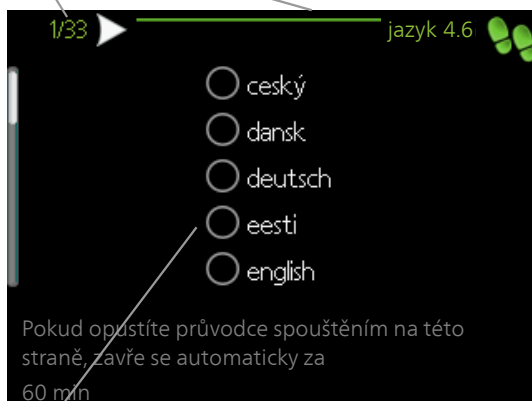 1/33
jazyk 4.6
ceský
dansk
deutsch
eesti
english
Pokud opustíte průvodce spouštěním na této
straně, zavře se automaticky za
60 min